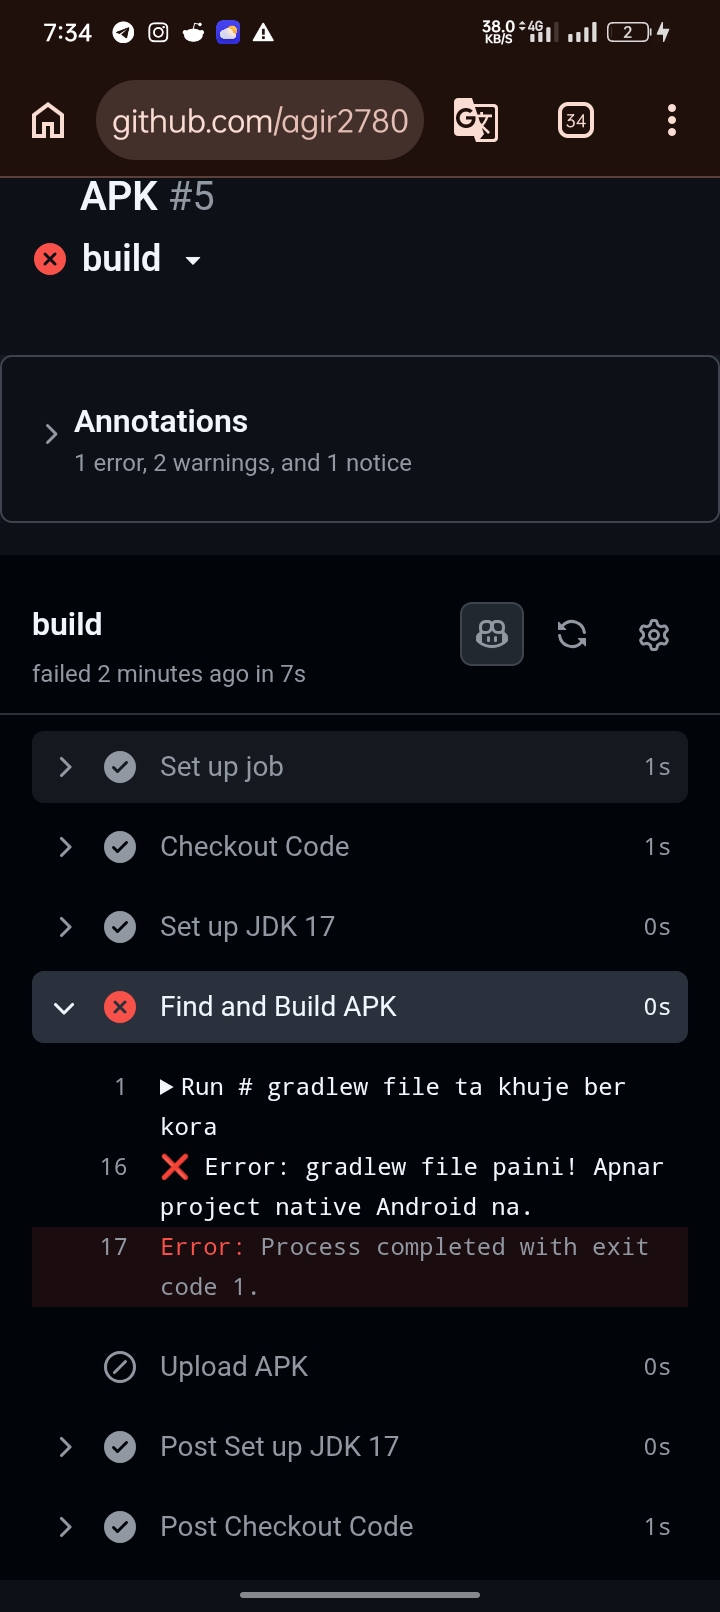 7:34
38.0 KB/S
4G
2
github.com/agir2780
34
APK #5
build
Annotations
1 error, 2 warnings, and 1 notice
build
failed 2 minutes ago in 7s
Set up job 1s
Checkout Code 1s
Set up JDK 17 0s
Find and Build APK 0s
1 Run # gradlew file ta khuje ber
kora
16 ❌ Error: gradlew file paini! Apnar
project native Android na.
17 Error: Process completed with exit
code 1.
Upload APK 0s
Post Set up JDK 17 0s
Post Checkout Code 1s